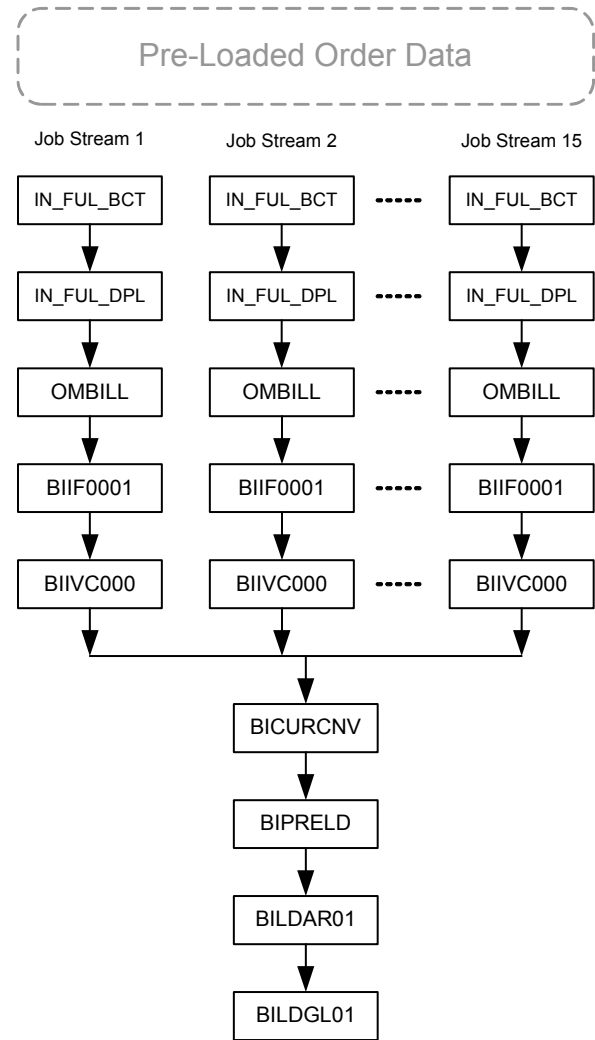 Pre-Loaded Order Data
Job Stream 1 Job Stream 2 Job Stream 15
IN_FUL_BCT IN_FUL_BCT IN_FUL_BCT
IN_FUL_DPL IN_FUL_DPL IN_FUL_DPL
OMBILL OMBILL OMBILL
BIIF0001 BIIF0001 BIIF0001
BIIVC000 BIIVC000 BIIVC000
BICURCNV
BIPRELD
BILDAR01
BILDGL01